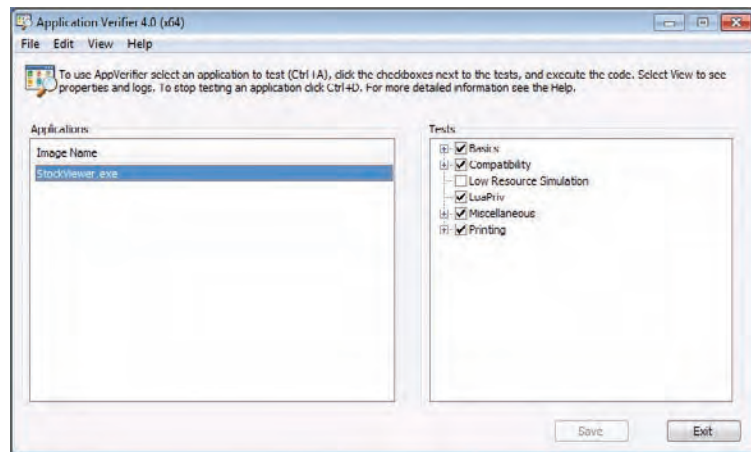 Application Verifier 4.0 (x64)
File Edit View Help
To use AppVerifier select an application to test (Ctrl+A), click the checkboxes next to the tests, and execute the code. Select View to see
properties and logs. To stop testing an application click Ctrl+D. For more detailed information see the Help.
Applications
Image Name
StockViewer.exe
Tests
Basics
Compatibility
Low Resource Simulation
LuaPriv
Miscellaneous
Printing
Save
Exit